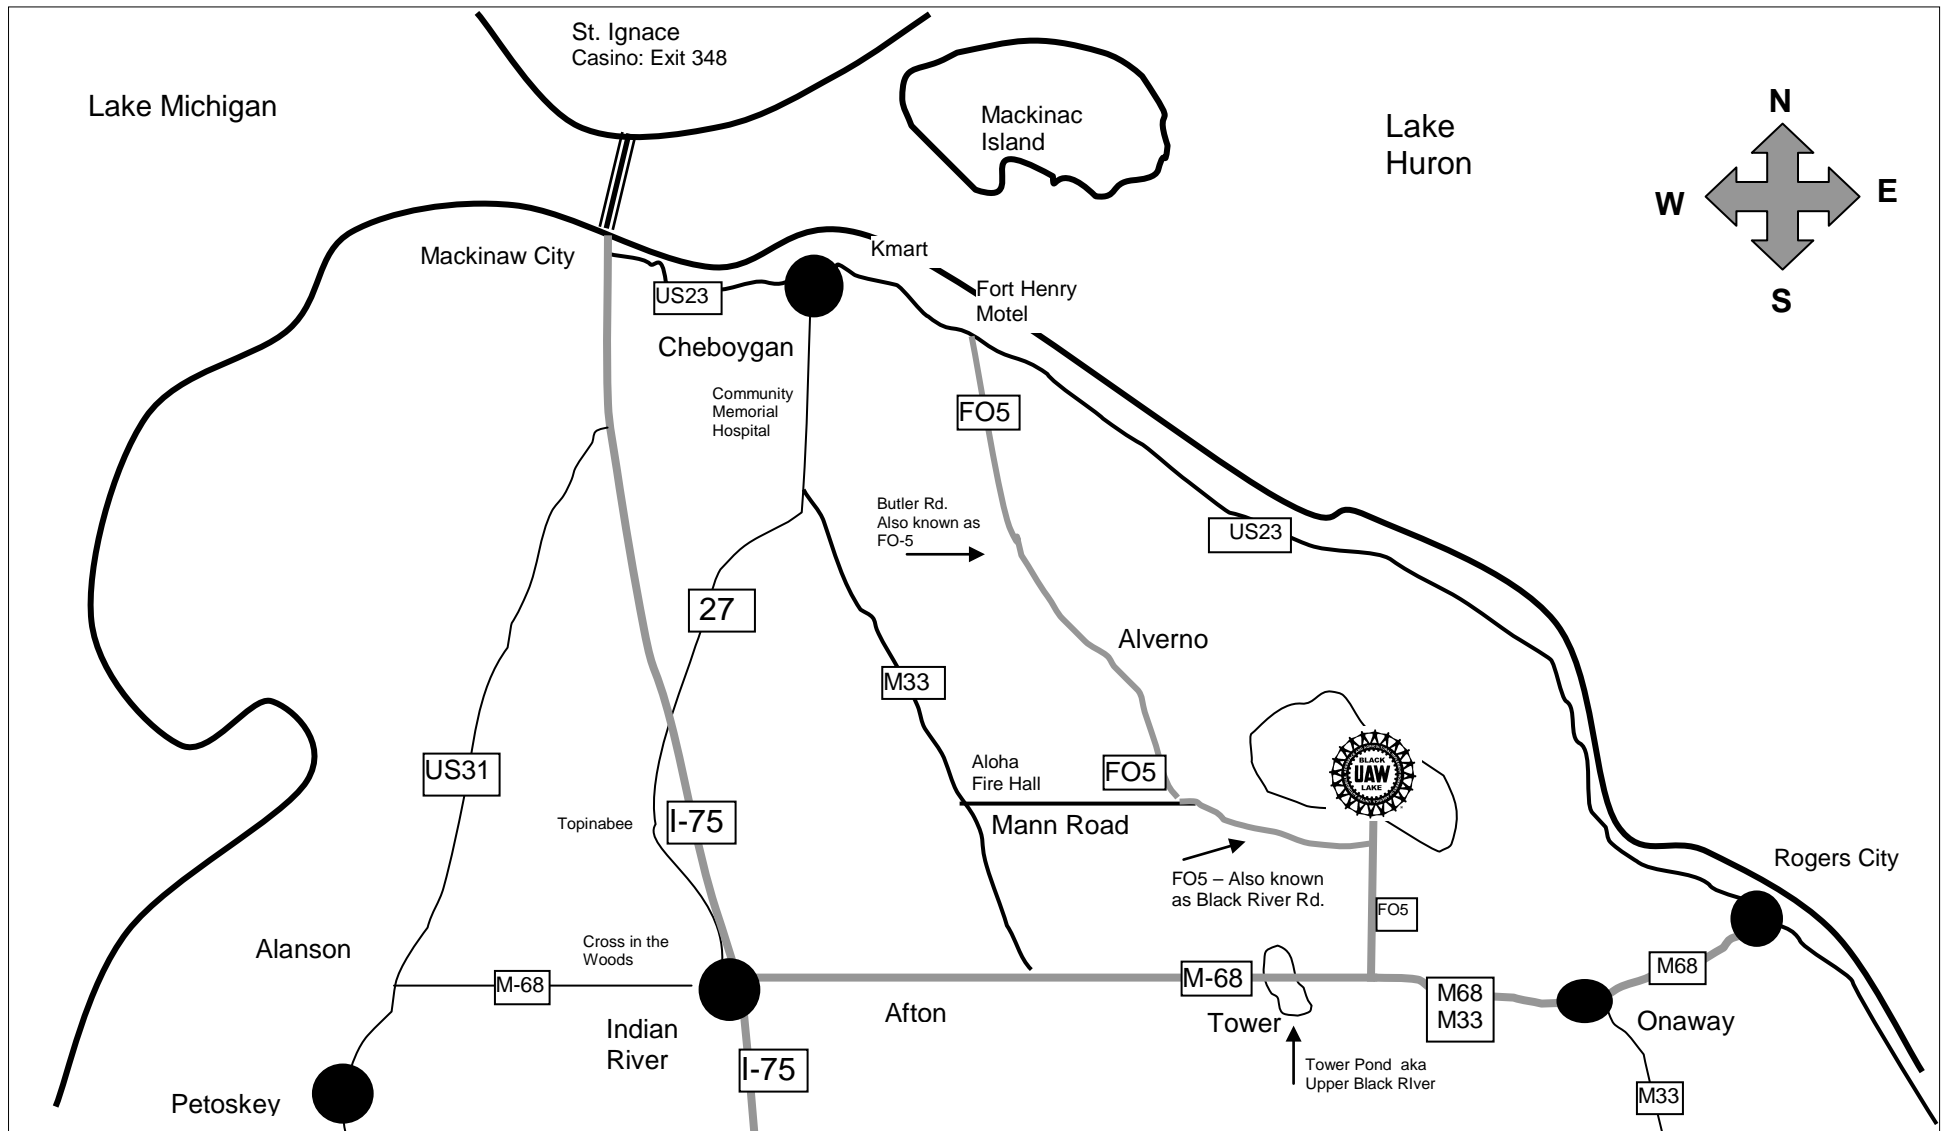 St. Ignace
Casino: Exit 348
Lake Michigan
Mackinac
Island
Lake
Huron
N
W
E
S
Mackinaw City
Kmart
US23
Fort Henry
Motel
Cheboygan
Community
Memorial
Hospital
FO5
Butler Rd.
Also known as
FO-5
US23
27
Alverno
M33
US31
Aloha
Fire Hall
FO5
BLACK
UAW
LAKE
I-75
Topinabee
Mann Road
Rogers City
FO5 – Also known
as Black River Rd.
FO5
Alanson
Cross in the
Woods
M-68
M-68
M68
M68
M33
Afton
Tower
Onaway
Indian
River
I-75
Tower Pond aka
Upper Black RIver
M33
Petoskey